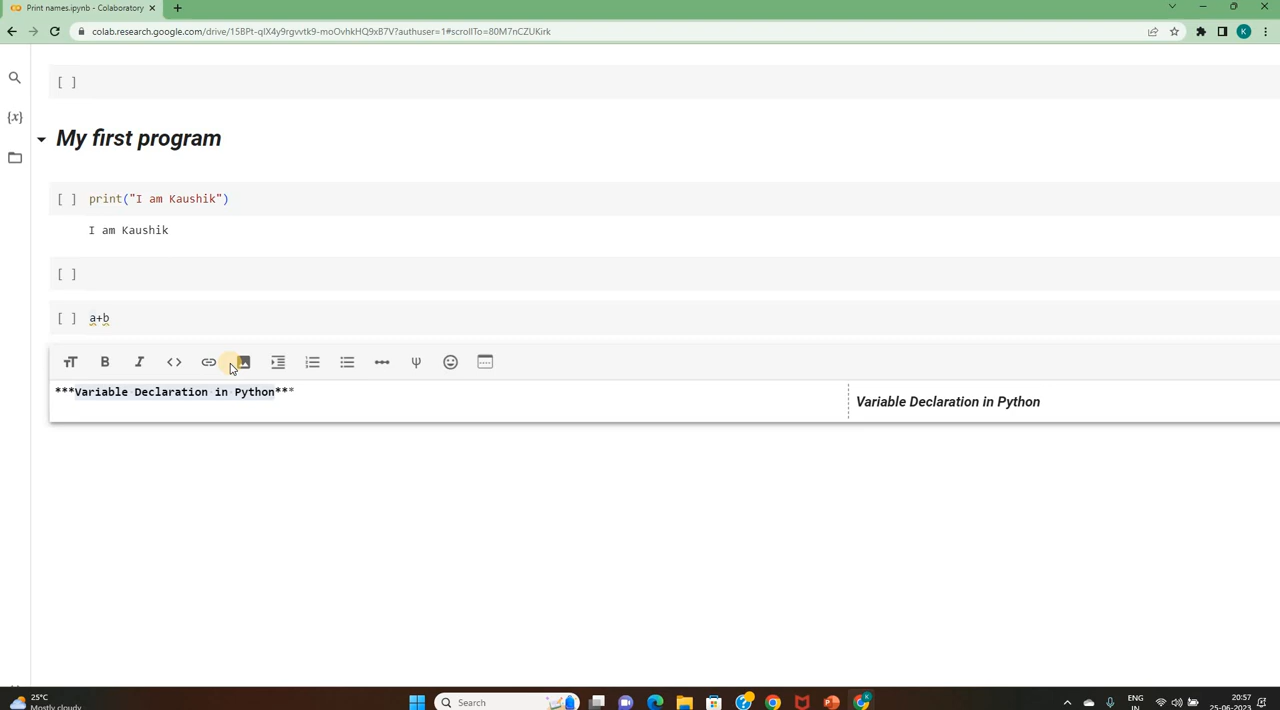 Print names.ipynb - Colaboratory
colab.research.google.com/drive/15BPt-qIX4y9rgvvtk9-moOvhkHQ9xB7V?authuser=1#scrollTo=80M7nCZUKirk
K
[ ]
{x}
My first program
[ ] print("I am Kaushik")
I am Kaushik
[ ]
[ ] a+b
***Variable Declaration in Python***
Variable Declaration in Python
25°C
Mostly cloudy
Search
ENG
IN
20:57
25-06-2023